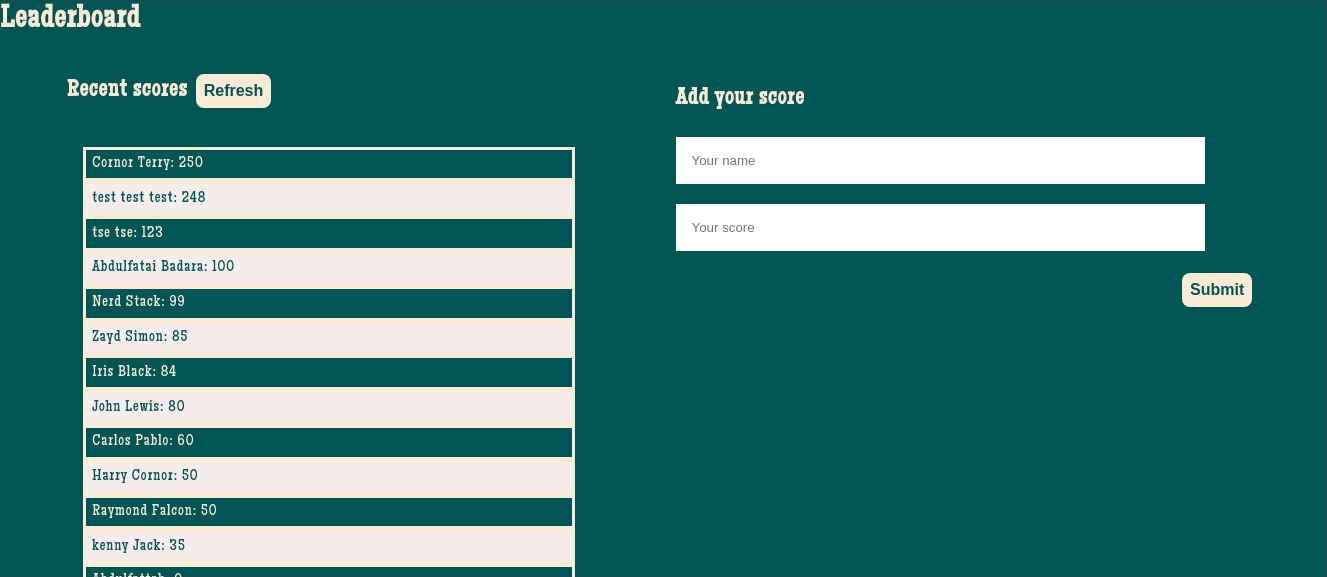 Leaderboard
Recent scores
Refresh
Cornor Terry: 250
test test test: 248
tse tse: 123
Abdulfatai Badara: 100
Nerd Stack: 99
Zayd Simon: 85
Iris Black: 84
John Lewis: 80
Carlos Pablo: 60
Harry Cornor: 50
Raymond Falcon: 50
kenny Jack: 35
Add your score
Your name
Your score
Submit